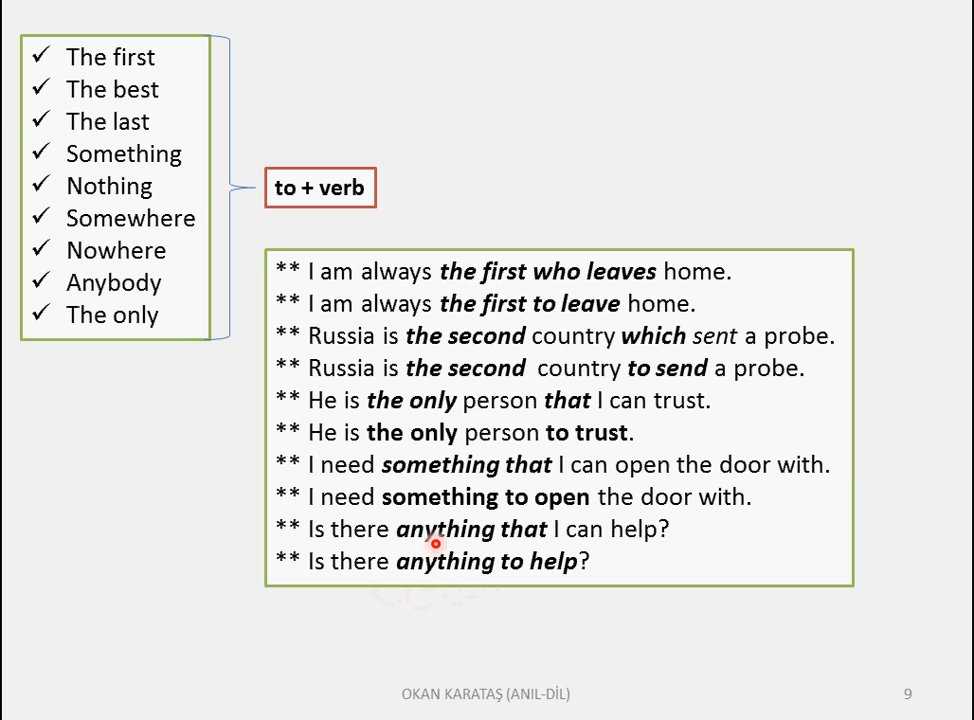 ✓ The first
✓ The best
✓ The last
✓ Something
✓ Nothing
✓ Somewhere
✓ Nowhere
✓ Anybody
✓ The only
to + verb
** I am always the first who leaves home.
** I am always the first to leave home.
** Russia is the second country which sent a probe.
** Russia is the second country to send a probe.
** He is the only person that I can trust.
** He is the only person to trust.
** I need something that I can open the door with.
** I need something to open the door with.
** Is there anything that I can help?
** Is there anything to help?
OKAN KARATAŞ (ANIL-DİL)
9